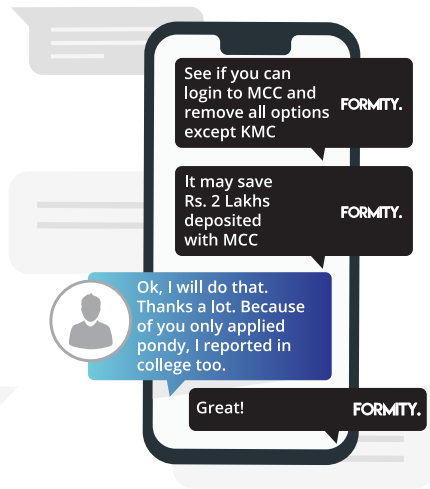 See if you can
login to MCC and
remove all options
except KMC
FORMITY.
It may save
Rs. 2 Lakhs
deposited
with MCC
FORMITY.
Ok, I will do that.
Thanks a lot. Because
of you only applied
pondy, I reported in
college too.
Great!
FORMITY.